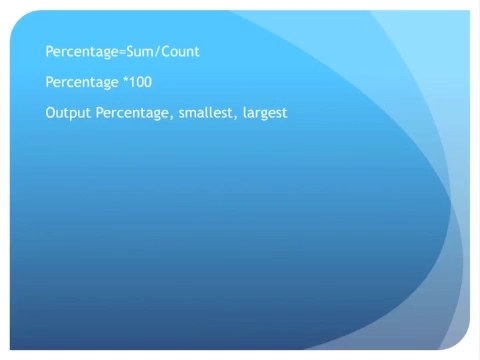 Percentage=Sum/Count
Percentage *100
Output Percentage, smallest, largest